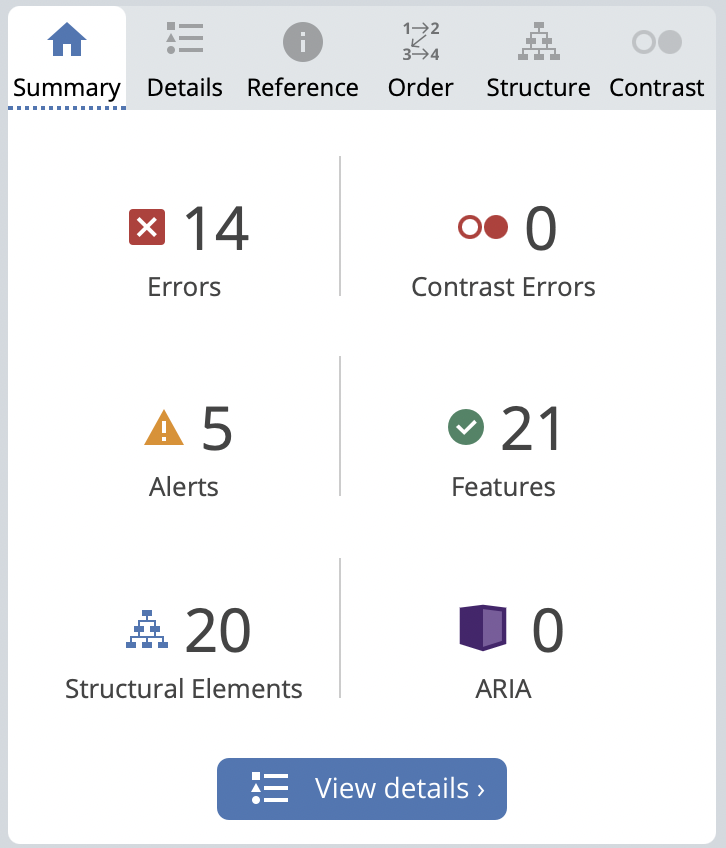 1 2
3 4
Summary Details Reference Order Structure Contrast
14 0
Errors Contrast Errors
5 21
Alerts Features
20 0
Structural Elements ARIA
View details ›